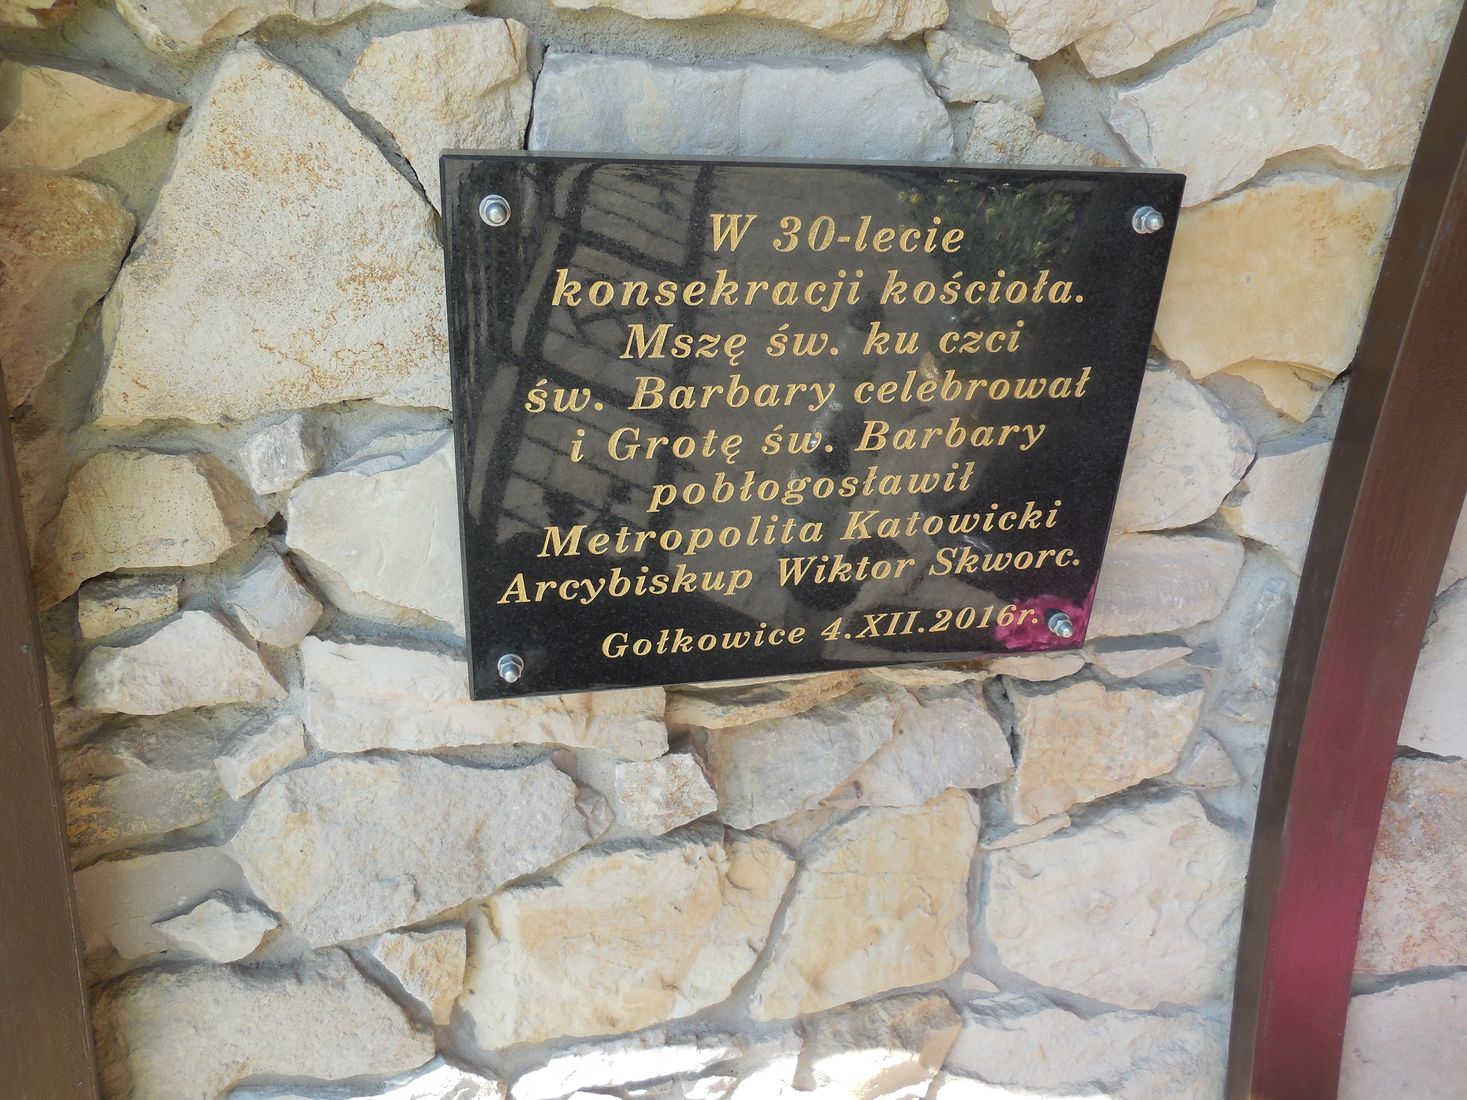 W 30-lecie
konsekracji kościoła.
Mszę św. ku czci
św. Barbary celebrował
i Grotę św. Barbary
pobłogosławił
Metropolita Katowicki
Arcybiskup Wiktor Skworc.
Gołkowice 4.XII.2016r.